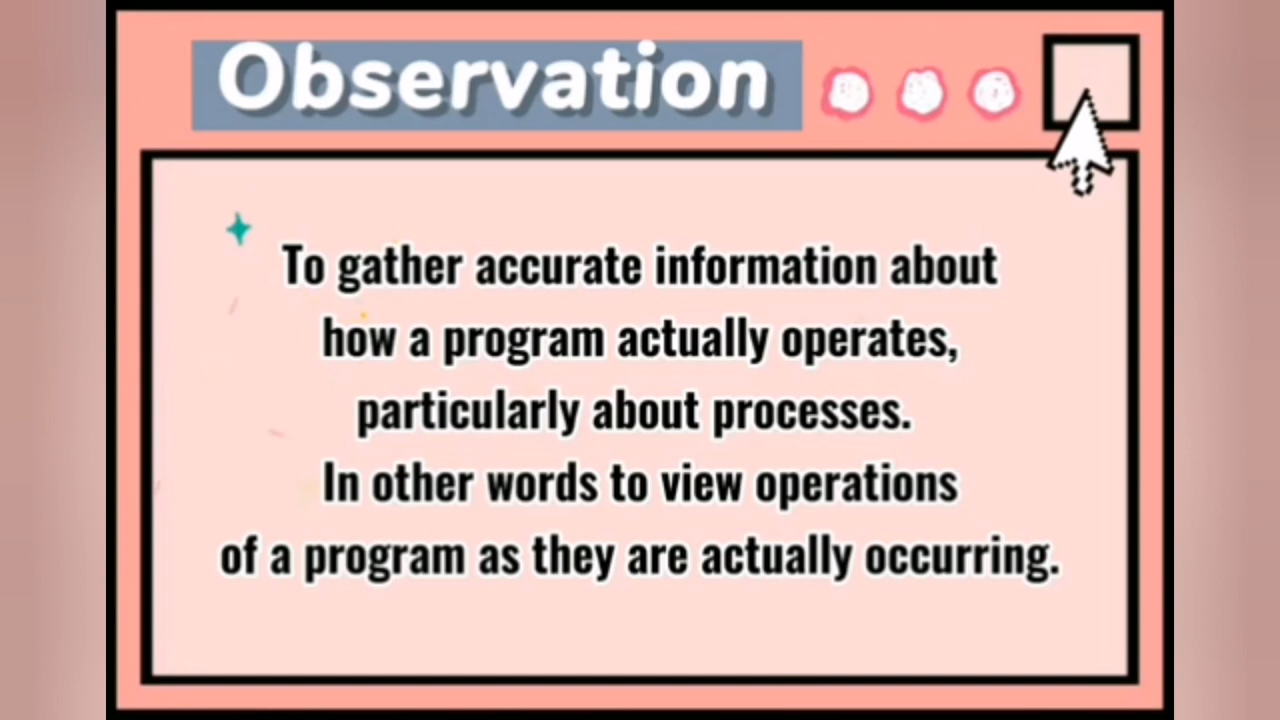 Observation
To gather accurate information about
how a program actually operates,
particularly about processes.
In other words to view operations
of a program as they are actually occurring.